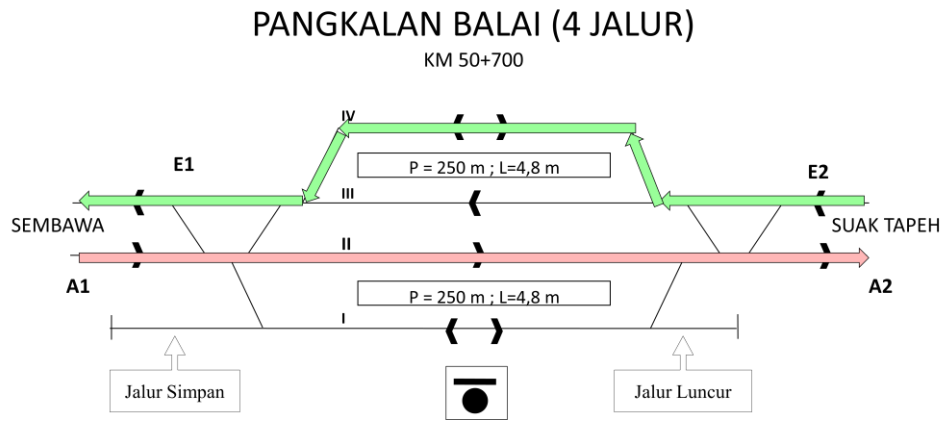 PANGKALAN BALAI (4 JALUR)
KM 50+700
IV
P = 250 m ; L=4,8 m
E1
E2
III
SEMBAWA
SUAK TAPEH
II
A1
A2
P = 250 m ; L=4,8 m
I
Jalur Simpan
Jalur Luncur